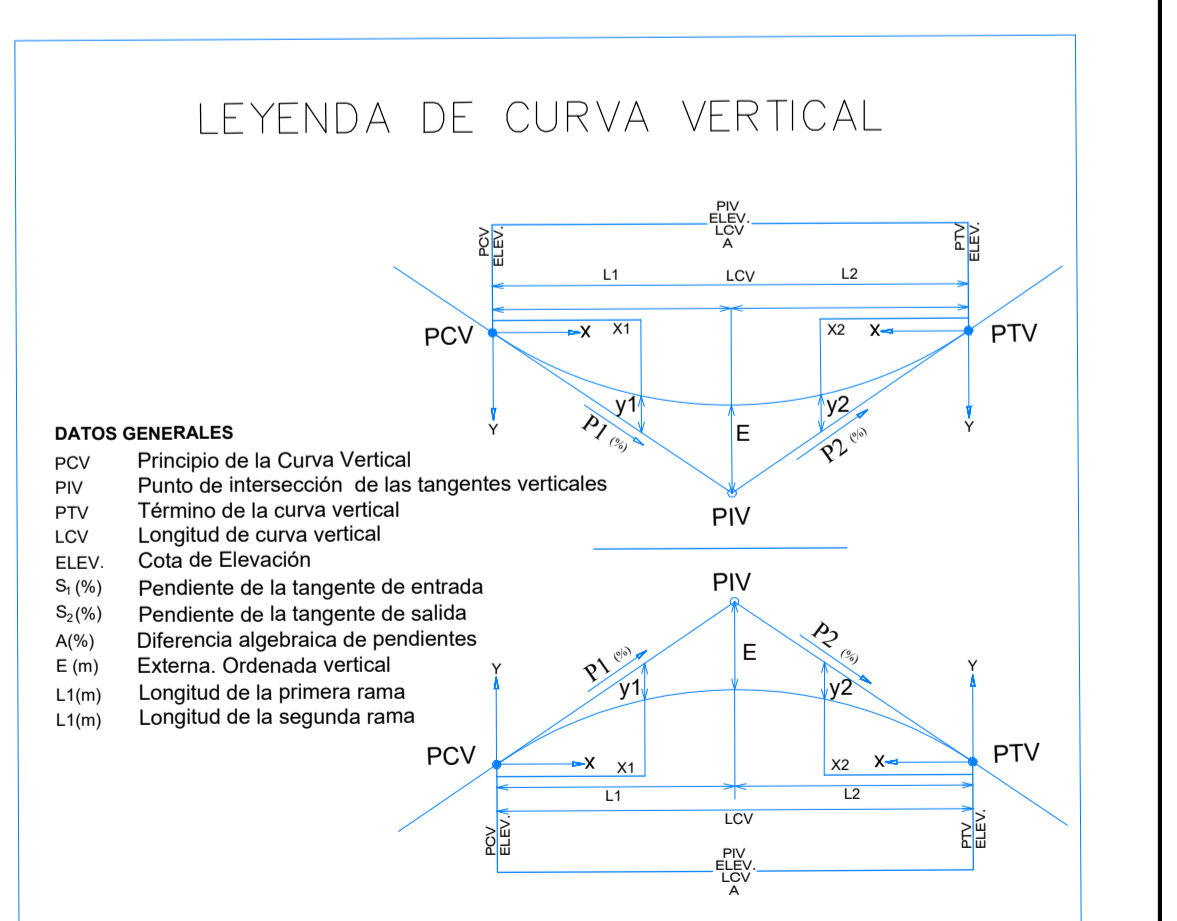 LEYENDA DE CURVA VERTICAL
PIV
ELEV.
LCV
A
PCV
ELEV.
PTV
ELEV.
L1
LCV
L2
PCV
X
X1
X2
X
PTV
Y
y1
P1 (%)
E
y2
P2 (%)
Y
PIV
DATOS GENERALES
PCV Principio de la Curva Vertical
PIV Punto de intersección de las tangentes verticales
PTV Término de la curva vertical
LCV Longitud de curva vertical
ELEV. Cota de Elevación
S1 (%) Pendiente de la tangente de entrada
S2(%) Pendiente de la tangente de salida
A(%) Diferencia algebraica de pendientes
E (m) Externa. Ordenada vertical
L1(m) Longitud de la primera rama
L1(m) Longitud de la segunda rama
PIV
P1 (%)
P2 (%)
Y
y1
E
y2
Y
PCV
X
X1
X2
X
PTV
L1
L2
LCV
PCV
ELEV.
PTV
ELEV.
PIV
ELEV.
LCV
A